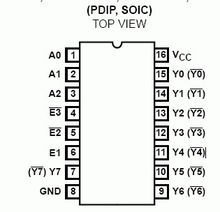 (PDIP, SOIC)
TOP VIEW
A0 1 16 VCC
A1 2 15 Y0 (Y0)
A2 3 14 Y1 (Y1)
E3 4 13 Y2 (Y2)
E2 5 12 Y3 (Y3)
E1 6 11 Y4 (Y4)
(Y7) Y7 7 10 Y5 (Y5)
GND 8 9 Y6 (Y6)